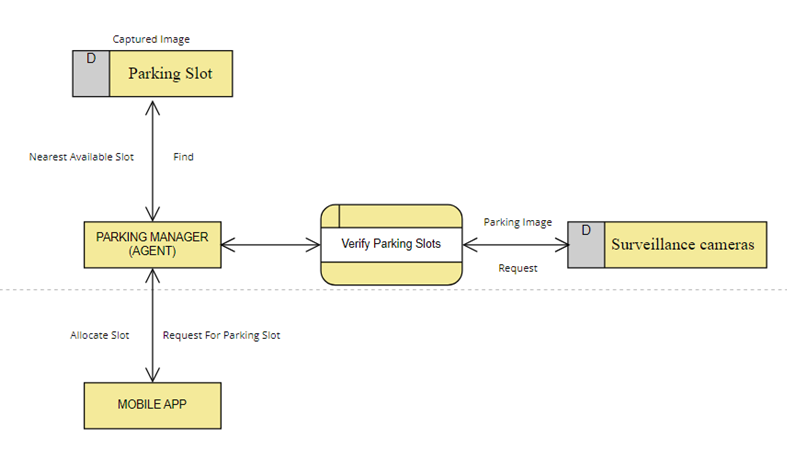 Captured Image
D
Parking Slot
Nearest Available Slot
Find
PARKING MANAGER
(AGENT)
Verify Parking Slots
Parking Image
Request
D
Surveillance cameras
Allocate Slot
Request For Parking Slot
MOBILE APP